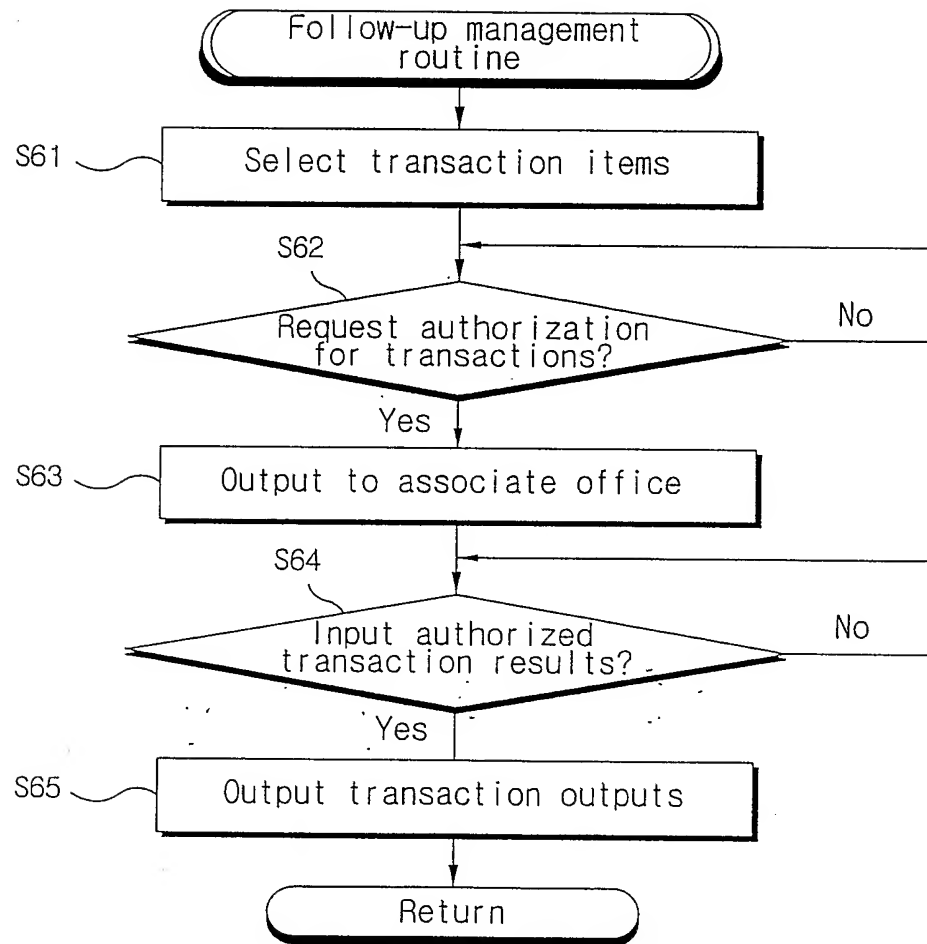 Follow-up management
routine
S61
Select transaction items
S62
Request authorization
for transactions?
No
Yes
S63
Output to associate office
S64
Input authorized
transaction results?
No
Yes
S65
Output transaction outputs
Return